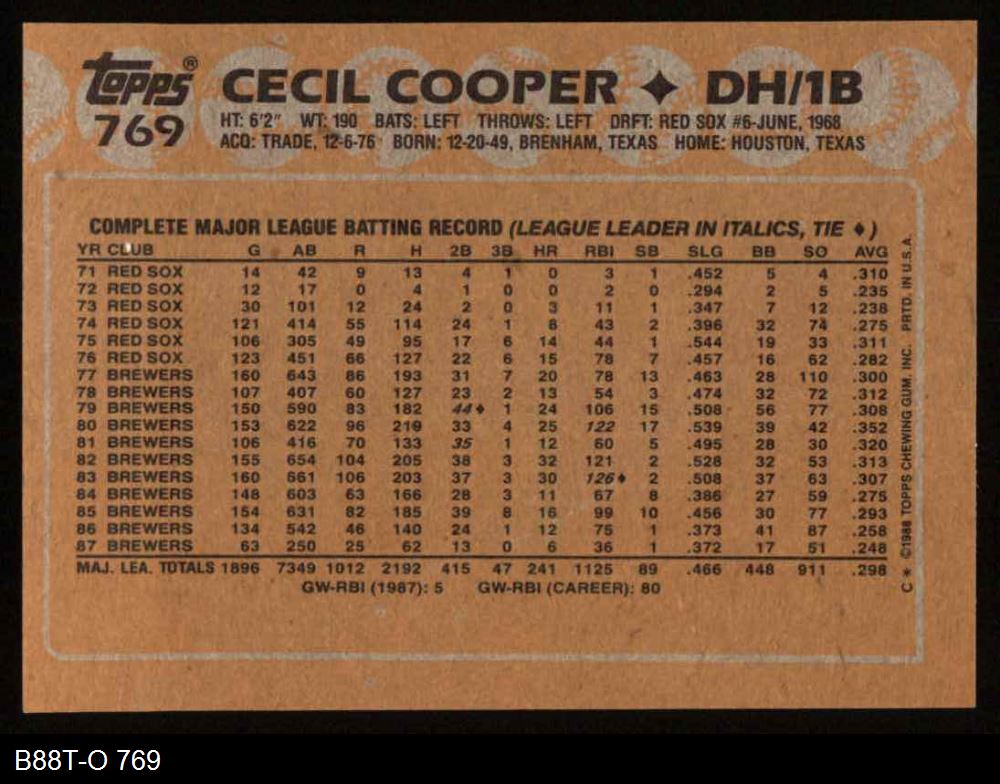 topps® CECIL COOPER ✦ DH/1B
769 HT: 6'2" WT: 190 BATS: LEFT THROWS: LEFT DRFT: RED SOX #6-JUNE, 1968
ACQ: TRADE, 12-6-76 BORN: 12-20-49, BRENHAM, TEXAS HOME: HOUSTON, TEXAS
COMPLETE MAJOR LEAGUE BATTING RECORD (LEAGUE LEADER IN ITALICS, TIE ♦)
YR CLUB G AB R H 2B 3B HR RBI SB SLG BB SO AVG
71 RED SOX 14 42 9 13 4 1 0 3 1 .452 5 4 .310
72 RED SOX 12 17 0 4 1 0 0 2 0 .294 2 5 .235
73 RED SOX 30 101 12 24 2 0 3 11 1 .347 7 12 .238
74 RED SOX 121 414 55 114 24 1 8 43 2 .396 32 74 .275
75 RED SOX 106 305 49 95 17 6 14 44 1 .544 19 33 .311
76 RED SOX 123 451 66 127 22 6 15 78 7 .457 16 62 .282
77 BREWERS 160 643 86 193 31 7 20 78 13 .463 28 110 .300
78 BREWERS 107 407 60 127 23 2 13 54 3 .474 32 72 .312
79 BREWERS 150 590 83 182 44♦ 1 24 106 15 .508 56 77 .308
80 BREWERS 153 622 96 219 33 4 25 122 17 .539 39 42 .352
81 BREWERS 106 416 70 133 35 1 12 60 5 .495 28 30 .320
82 BREWERS 155 654 104 205 38 3 32 121 2 .528 32 53 .313
83 BREWERS 160 661 106 203 37 3 30 126♦ 2 .508 37 63 .307
84 BREWERS 148 603 63 166 28 3 11 67 8 .386 27 59 .275
85 BREWERS 154 631 82 185 39 8 16 99 10 .456 30 77 .293
86 BREWERS 134 542 46 140 24 1 12 75 1 .373 41 87 .258
87 BREWERS 63 250 25 62 13 0 6 36 1 .372 17 51 .248
MAJ. LEA. TOTALS 1896 7349 1012 2192 415 47 241 1125 89 .466 448 911 .298
GW-RBI (1987): 5 GW-RBI (CAREER): 80
C * ©1988 TOPPS CHEWING GUM, INC. PRTD. IN U.S.A.
B88T-O 769